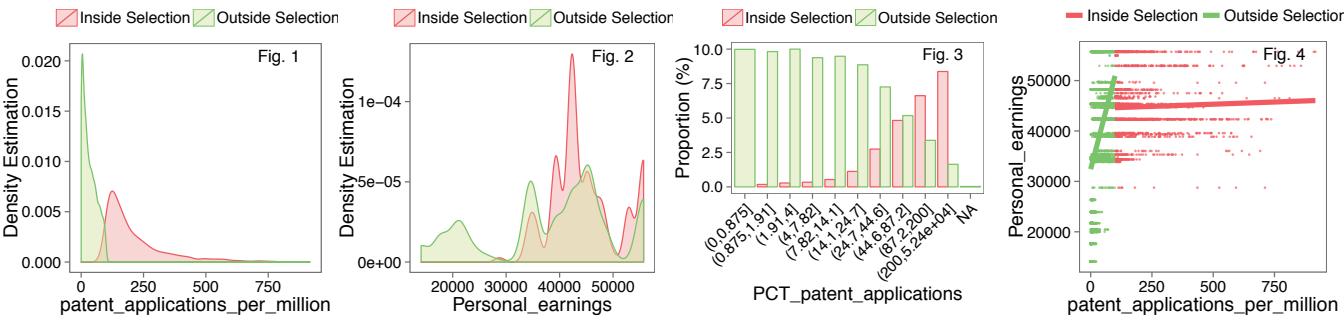 Inside Selection Outside Selection
Fig. 1
Density Estimation
0.020
0.015
0.010
0.005
0.000
0 250 500 750
patent_applications_per_million
Inside Selection Outside Selection
Fig. 2
Density Estimation
1e−04
5e−05
0e+00
20000 30000 40000 50000
Personal_earnings
Inside Selection Outside Selection
Fig. 3
Proportion (%)
10.0
7.5
5.0
2.5
0.0
(0,0.875]
(0.875,1.91]
(1.91,4]
(4,7.82]
(7.82,14.1]
(14.1,24.7]
(24.7,44.6]
(44.6,87.2]
(87.2,200]
(200,5.24e+04]
NA
PCT_patent_applications
Inside Selection Outside Selection
Fig. 4
Personal_earnings
50000
40000
30000
20000
0 250 500 750
patent_applications_per_million